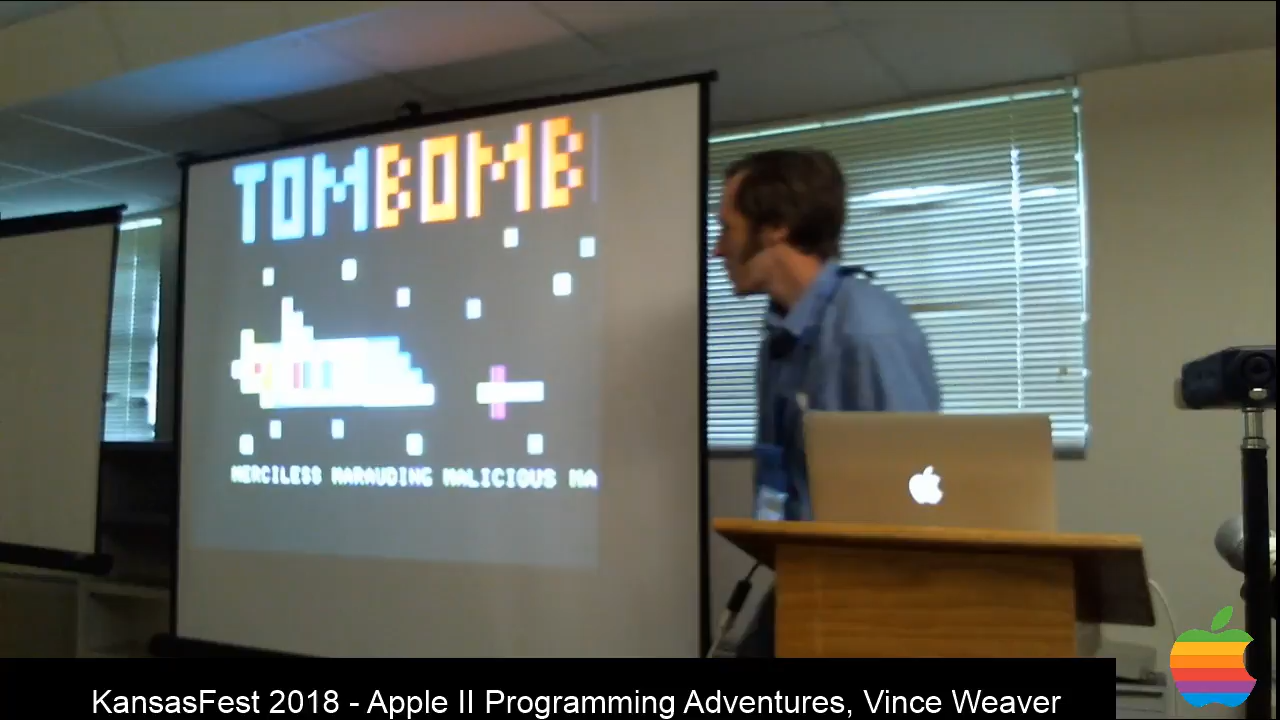 TOMBOMB
MERCILESS MARAUDING MALICIOUS MA
KansasFest 2018 - Apple II Programming Adventures, Vince Weaver